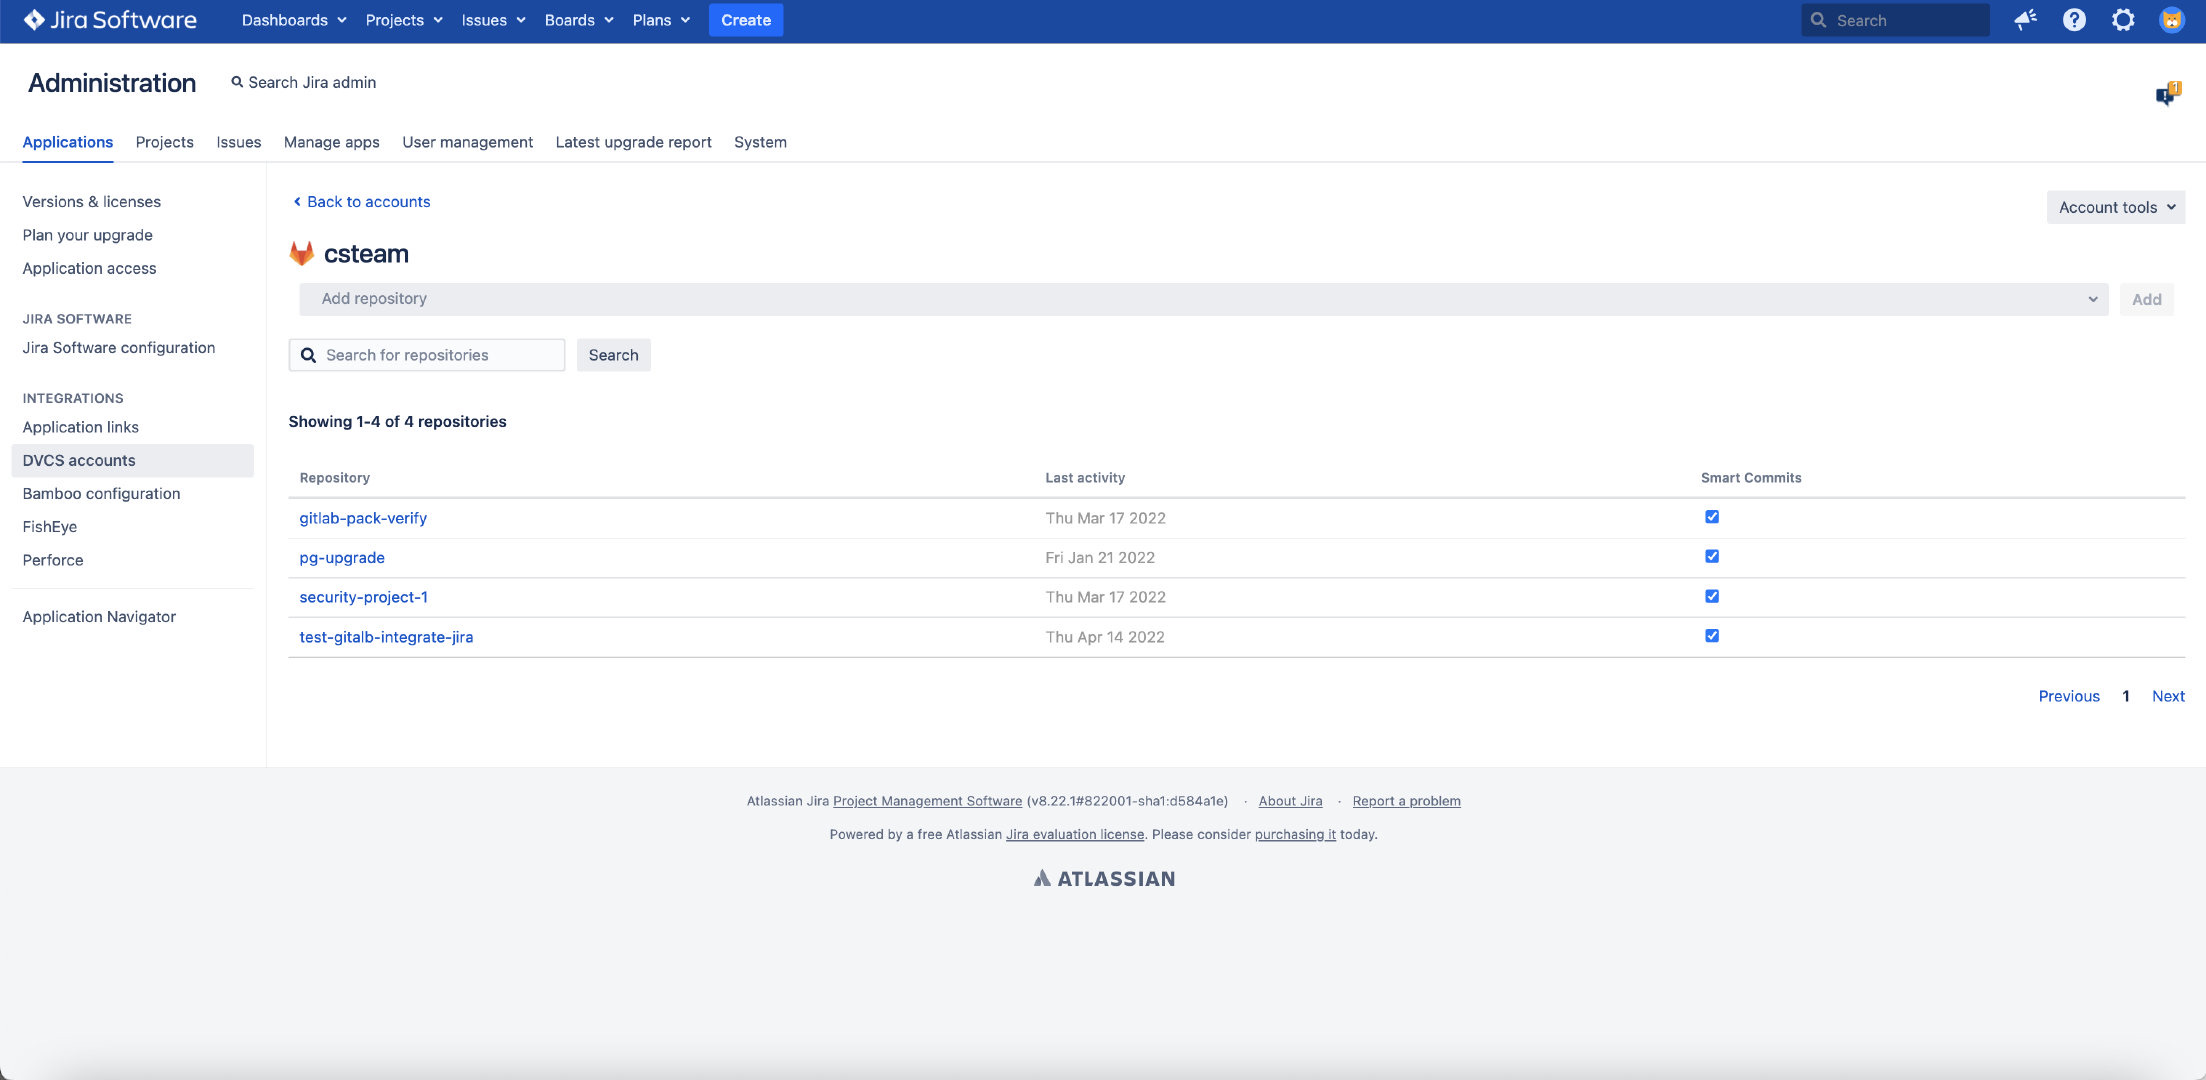 Jira Software Dashboards Projects Issues Boards Plans Create Search
Administration Search Jira admin
1
Applications Projects Issues Manage apps User management Latest upgrade report System
Versions & licenses
Plan your upgrade
Application access
JIRA SOFTWARE
Jira Software configuration
INTEGRATIONS
Application links
DVCS accounts
Bamboo configuration
FishEye
Perforce
Application Navigator
Back to accounts
Account tools
csteam
Add repository Add
Search for repositories Search
Showing 1-4 of 4 repositories
Repository Last activity Smart Commits
gitlab-pack-verify Thu Mar 17 2022
pg-upgrade Fri Jan 21 2022
security-project-1 Thu Mar 17 2022
test-gitalb-integrate-jira Thu Apr 14 2022
Previous 1 Next
Atlassian Jira Project Management Software (v8.22.1#822001-sha1:d584a1e) · About Jira · Report a problem
Powered by a free Atlassian Jira evaluation license. Please consider purchasing it today.
ATLASSIAN